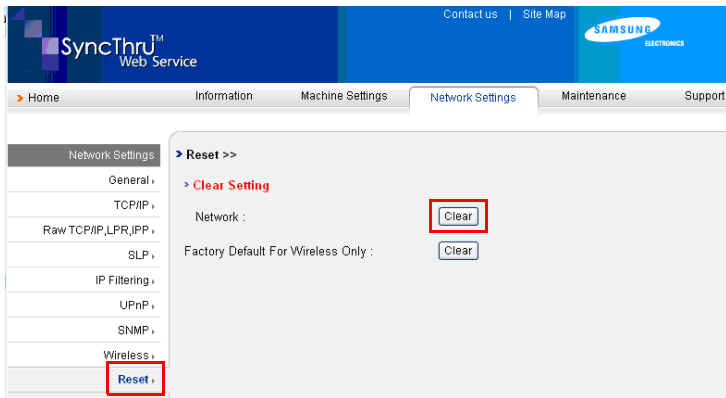 Contact us | Site Map
SAMSUNG
ELECTRONICS
SyncThru™
Web Service
Home
Information
Machine Settings
Network Settings
Maintenance
Support
Network Settings
General
TCP/IP
Raw TCP/IP,LPR,IPP
SLP
IP Filtering
UPnP
SNMP
Wireless
Reset
Reset >>
Clear Setting
Network : Clear
Factory Default For Wireless Only : Clear